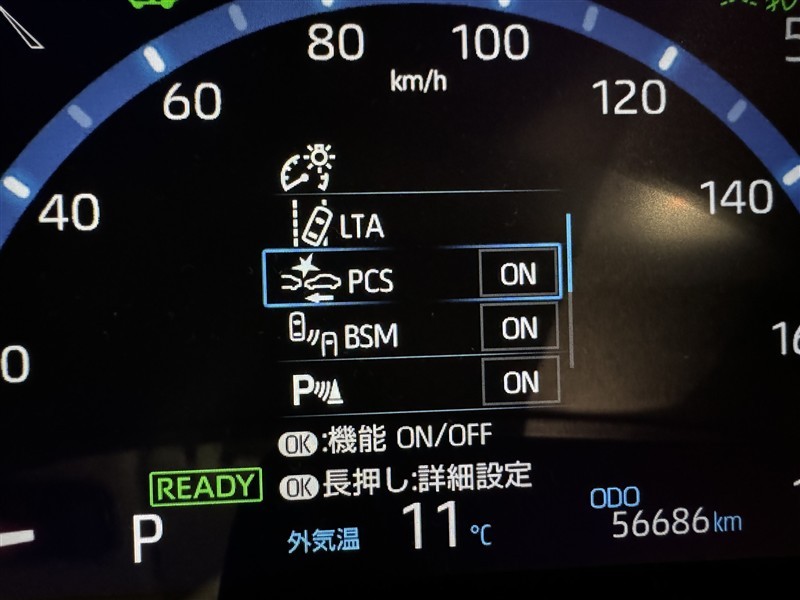 80
100
km/h
60
120
40
140
LTA
PCS ON
BSM ON
P ON
OK:機能 ON/OFF
OK長押し:詳細設定
READY
P
外気温 11℃
ODO
56686km